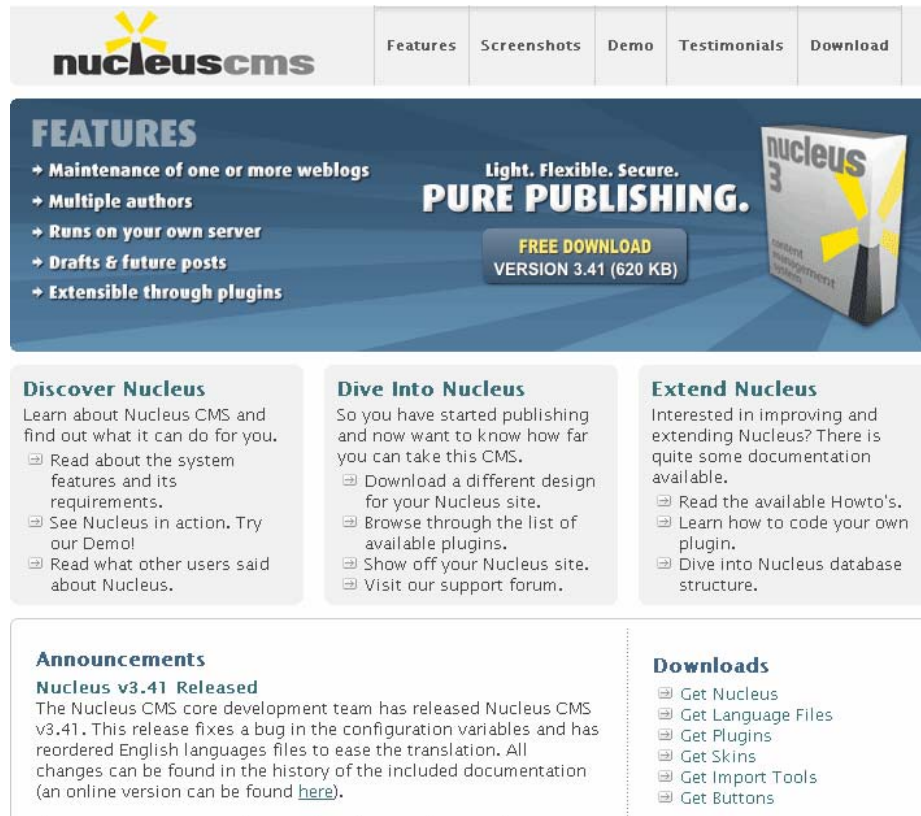 nucleuscms
Features
Screenshots
Demo
Testimonials
Download
FEATURES
Maintenance of one or more weblogs
Multiple authors
Runs on your own server
Drafts & future posts
Extensible through plugins
Light. Flexible. Secure.
PURE PUBLISHING.
FREE DOWNLOAD
VERSION 3.41 (620 KB)
nucleus
3
content
management
system
Discover Nucleus
Learn about Nucleus CMS and
find out what it can do for you.
Read about the system
features and its
requirements.
See Nucleus in action. Try
our Demo!
Read what other users said
about Nucleus.
Dive Into Nucleus
So you have started publishing
and now want to know how far
you can take this CMS.
Download a different design
for your Nucleus site.
Browse through the list of
available plugins.
Show off your Nucleus site.
Visit our support forum.
Extend Nucleus
Interested in improving and
extending Nucleus? There is
quite some documentation
available.
Read the available Howto's.
Learn how to code your own
plugin.
Dive into Nucleus database
structure.
Announcements
Nucleus v3.41 Released
The Nucleus CMS core development team has released Nucleus CMS
v3.41. This release fixes a bug in the configuration variables and has
reordered English languages files to ease the translation. All
changes can be found in the history of the included documentation
(an online version can be found here).
Downloads
Get Nucleus
Get Language Files
Get Plugins
Get Skins
Get Import Tools
Get Buttons